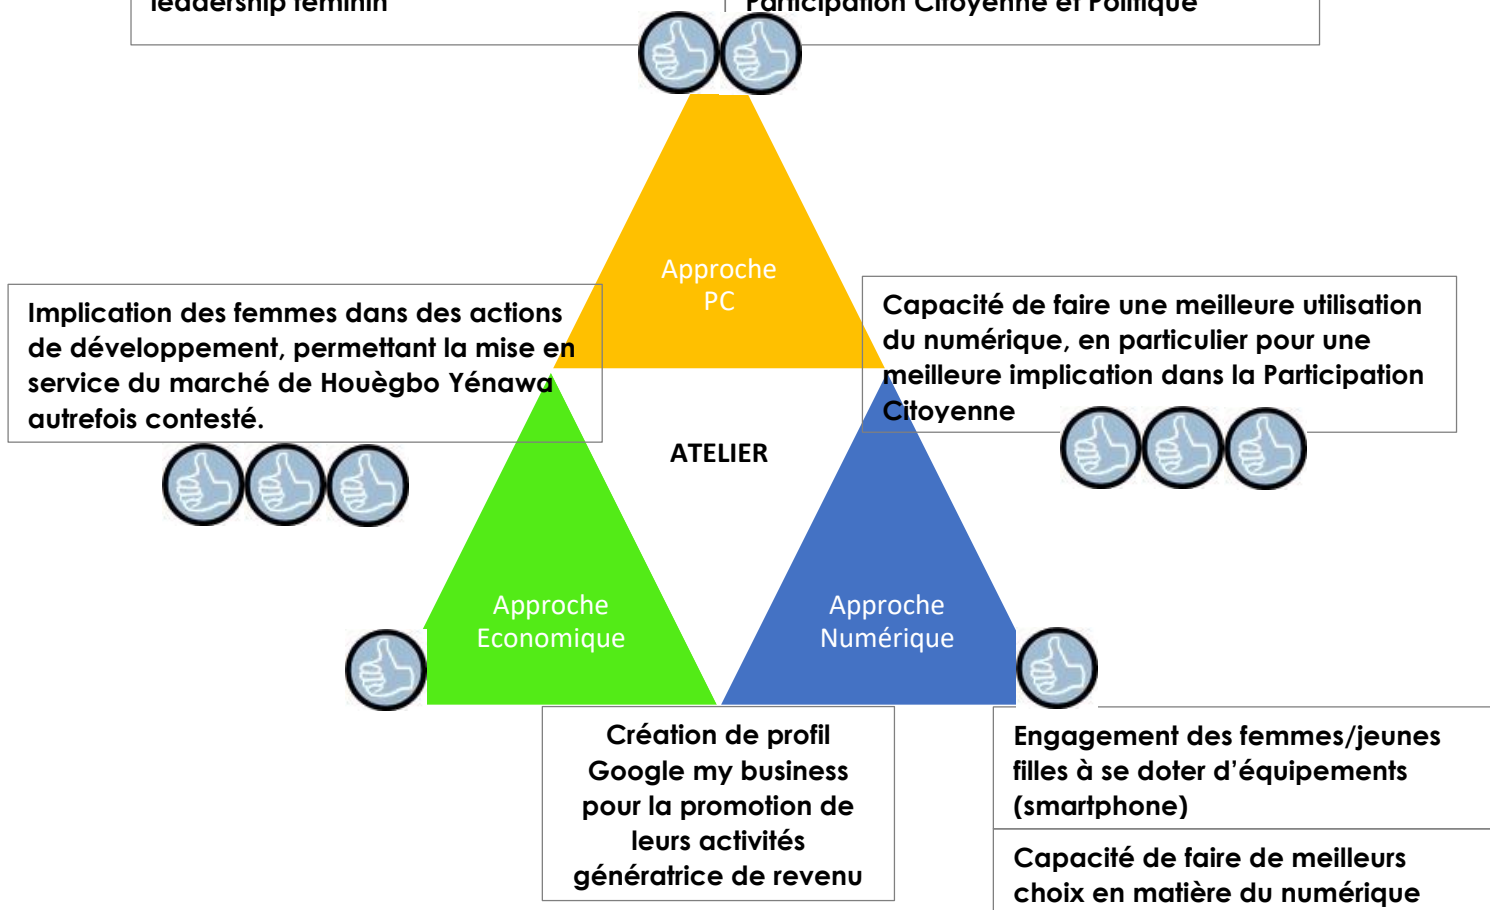 leadership féminin
Participation Citoyenne et Politique
Approche
PC
Implication des femmes dans des actions
de développement, permettant la mise en
service du marché de Houègbo Yénawa
autrefois contesté.
Capacité de faire une meilleure utilisation
du numérique, en particulier pour une
meilleure implication dans la Participation
Citoyenne
ATELIER
Approche
Economique
Approche
Numérique
Création de profil
Google my business
pour la promotion de
leurs activités
génératrice de revenu
Engagement des femmes/jeunes
filles à se doter d’équipements
(smartphone)
Capacité de faire de meilleurs
choix en matière du numérique